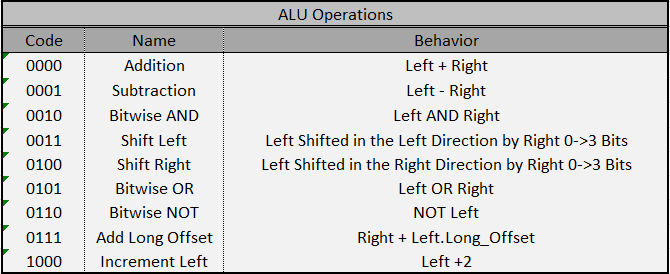 ALU Operations
Code Name Behavior
0000 Addition Left + Right
0001 Subtraction Left - Right
0010 Bitwise AND Left AND Right
0011 Shift Left Left Shifted in the Left Direction by Right 0->3 Bits
0100 Shift Right Left Shifted in the Right Direction by Right 0->3 Bits
0101 Bitwise OR Left OR Right
0110 Bitwise NOT NOT Left
0111 Add Long Offset Right + Left.Long_Offset
1000 Increment Left Left +2